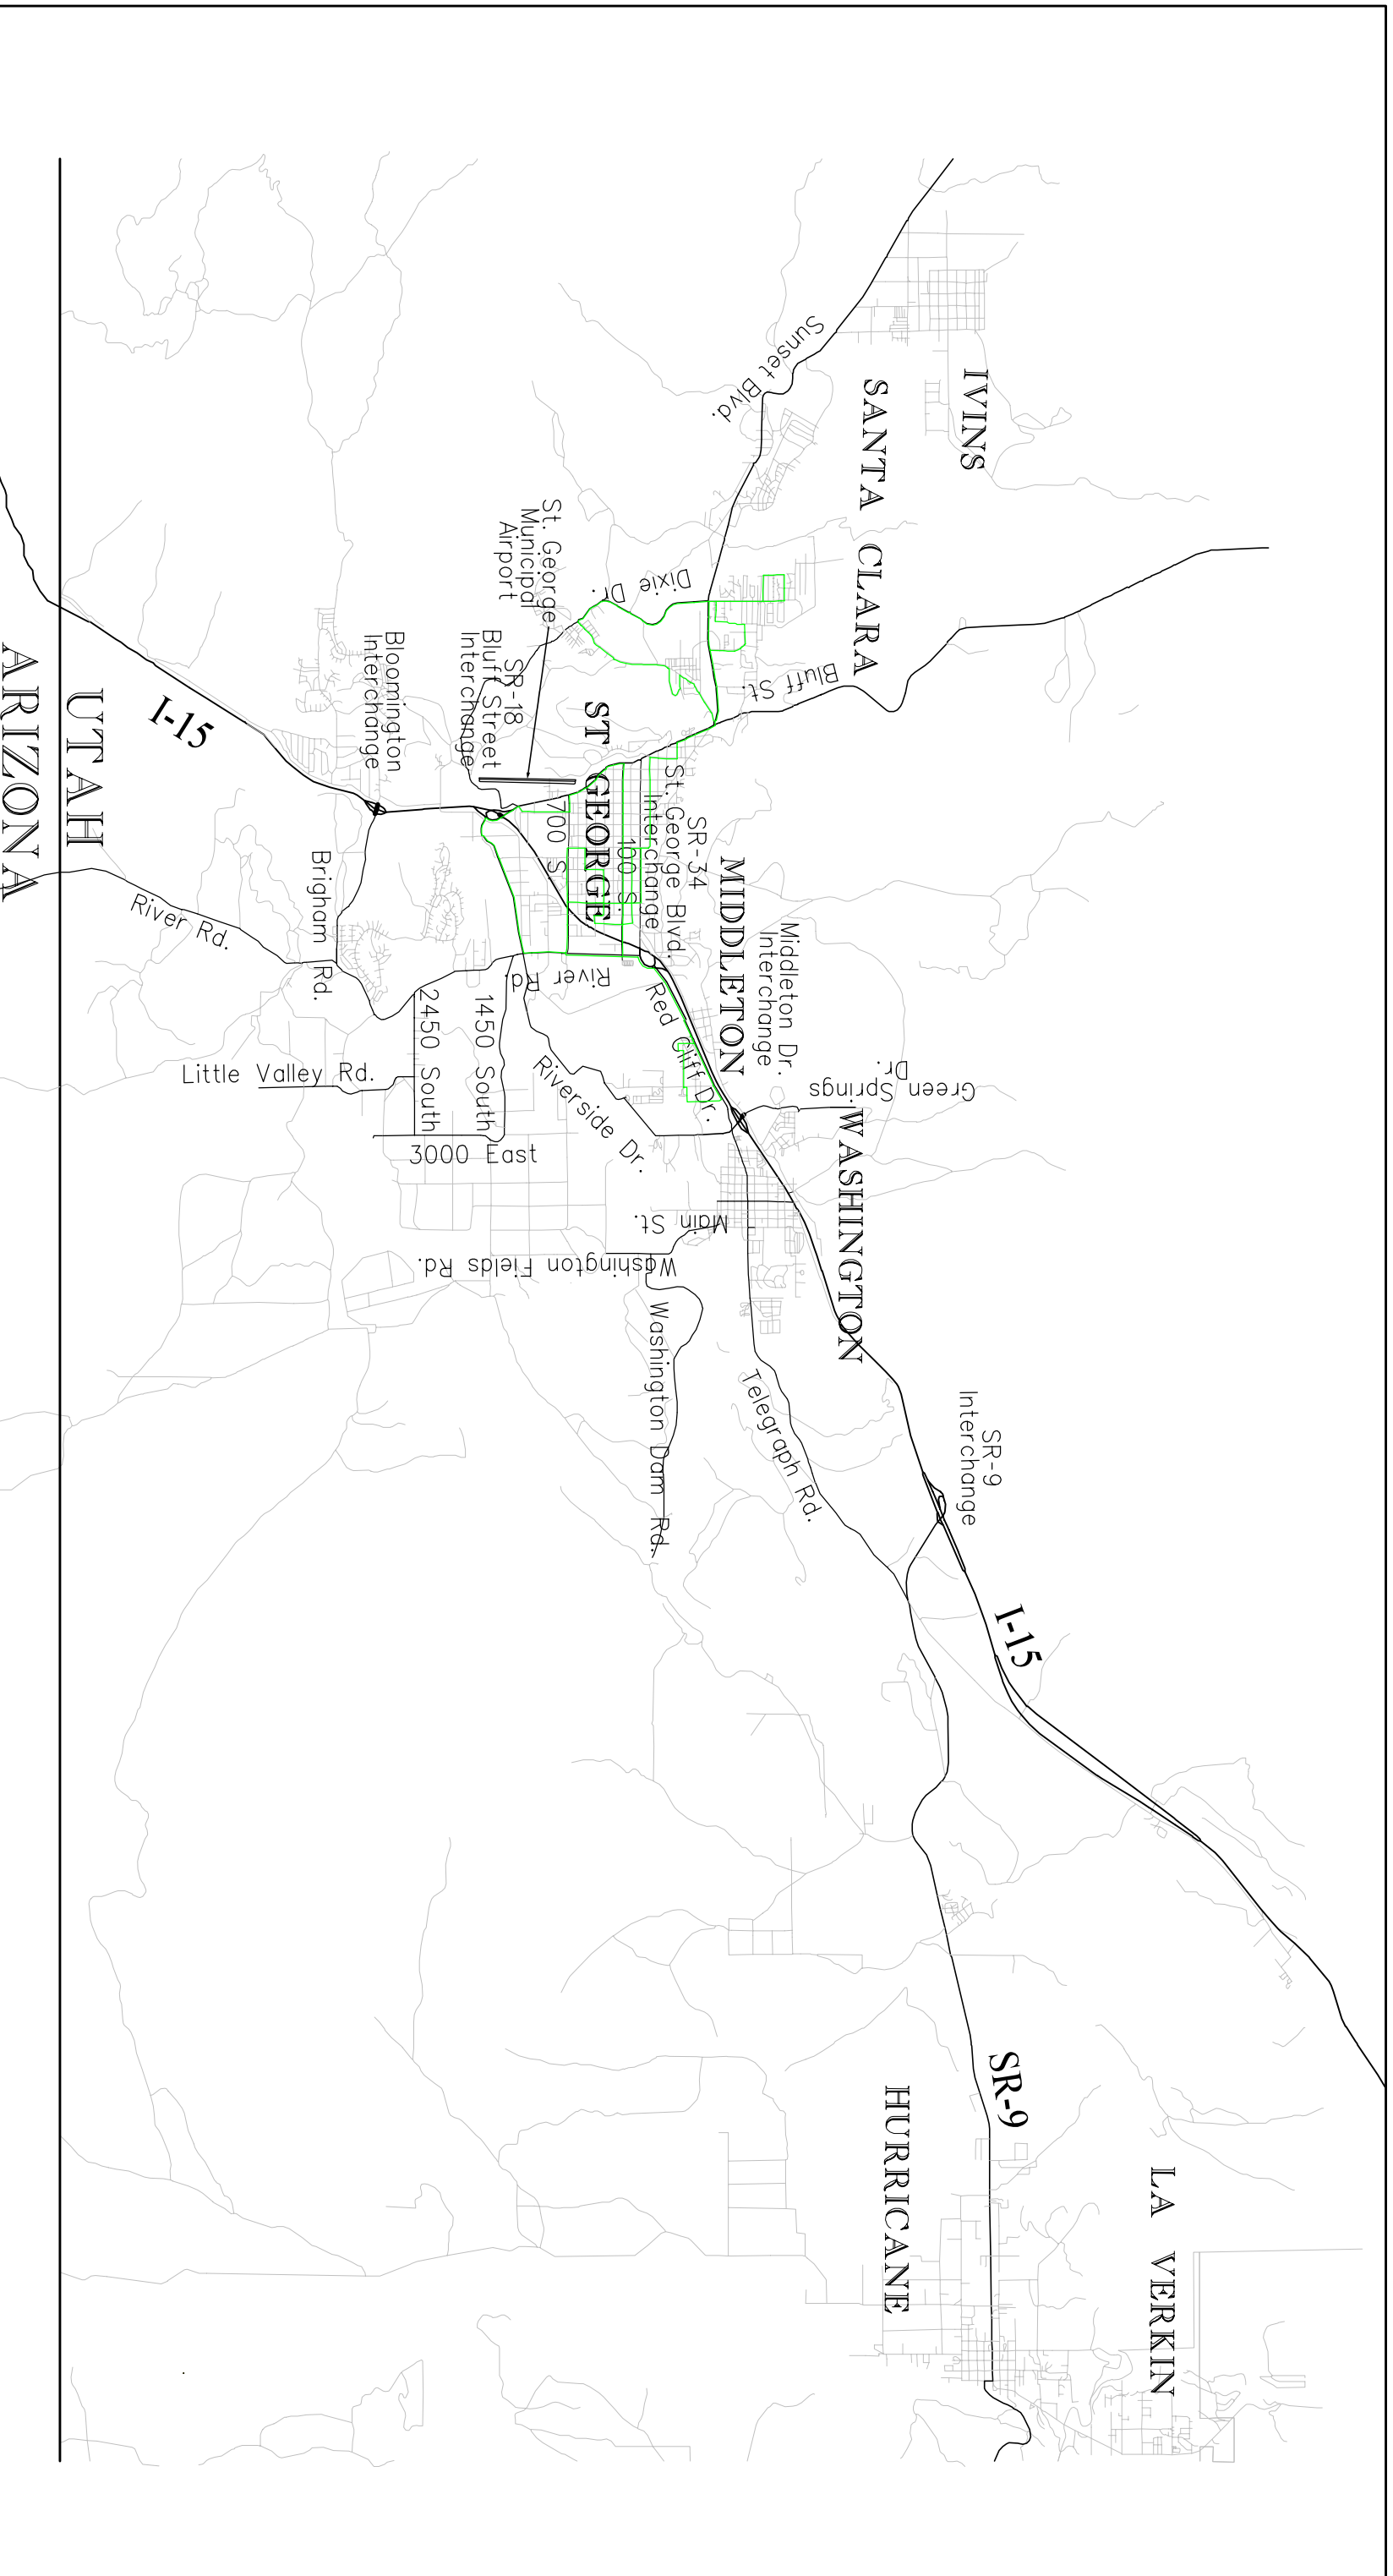 IVINS
SANTA CLARA
Sunset Blvd.
Dixie Dr.
Bluff St.
St. George
Municipal
Airport
SR-18
Bluff Street
Interchange
Bloomington
Interchange
I-15
UTAH
ARIZONA
ST GEORGE
700 S.
100 S.
SR-34
St. George Blvd.
Interchange
MIDDLETON
Middleton Dr.
Interchange
Green Springs
Dr.
WASHINGTON
Red Cliff Dr.
River Rd.
Brigham Rd.
River Rd.
2450 South
1450 South
Little Valley Rd.
3000 East
Riverside Dr.
Main St.
Washington Fields Rd.
Washington Dam Rd.
Telegraph Rd.
SR-9
Interchange
I-15
SR-9
HURRICANE
LA VERKIN